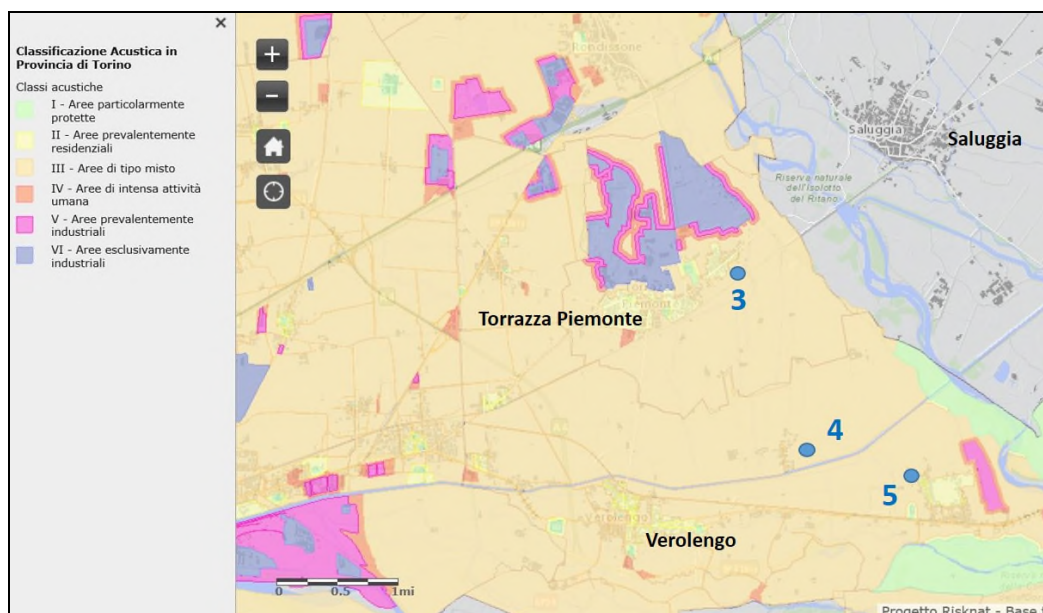 ×
Classificazione Acustica in
Provincia di Torino
Classi acustiche
I - Aree particolarmente
protette
II - Aree prevalentemente
residenziali
III - Aree di tipo misto
IV - Aree di intensa attività
umana
V - Aree prevalentemente
industriali
VI - Aree esclusivamente
industriali
+
−
Rondissone
Saluggia
Saluggia
Riserva naturale
dell'Isolotto
del Ritano
3
Piemont
Torrazza Piemonte
4
5
Verolengo
Verolengo
0 0.5 1mi
Riserva
Progetto Risknat - Base